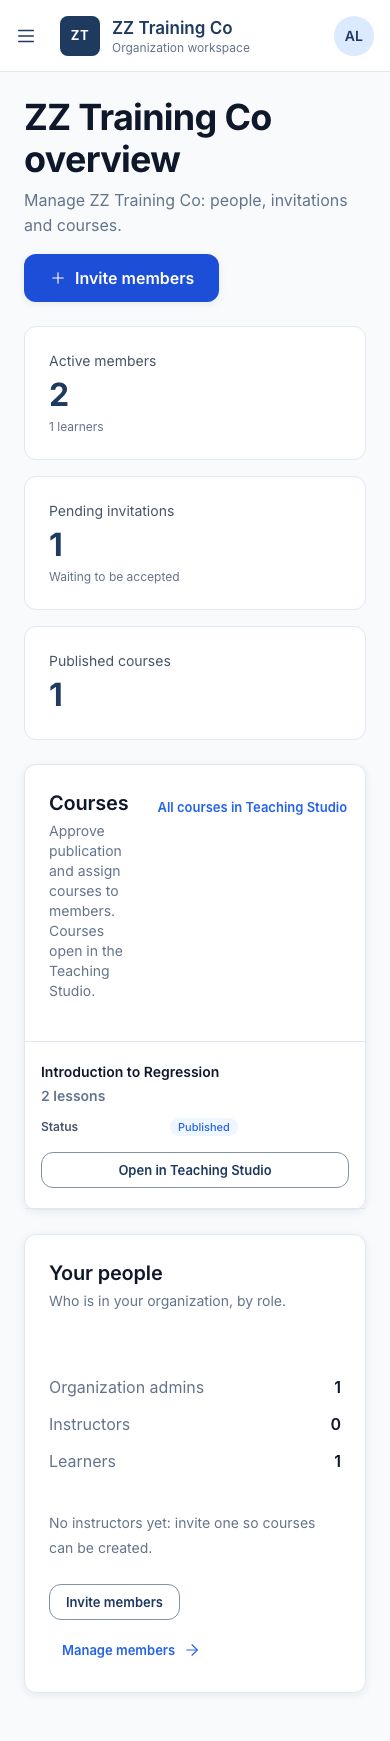 ZT
ZZ Training Co
Organization workspace
AL
ZZ Training Co
overview
Manage ZZ Training Co: people, invitations
and courses.
Invite members
Active members
2
1 learners
Pending invitations
1
Waiting to be accepted
Published courses
1
Courses
All courses in Teaching Studio
Approve
publication
and assign
courses to
members.
Courses
open in the
Teaching
Studio.
Introduction to Regression
2 lessons
Status Published
Open in Teaching Studio
Your people
Who is in your organization, by role.
Organization admins 1
Instructors 0
Learners 1
No instructors yet: invite one so courses
can be created.
Invite members
Manage members